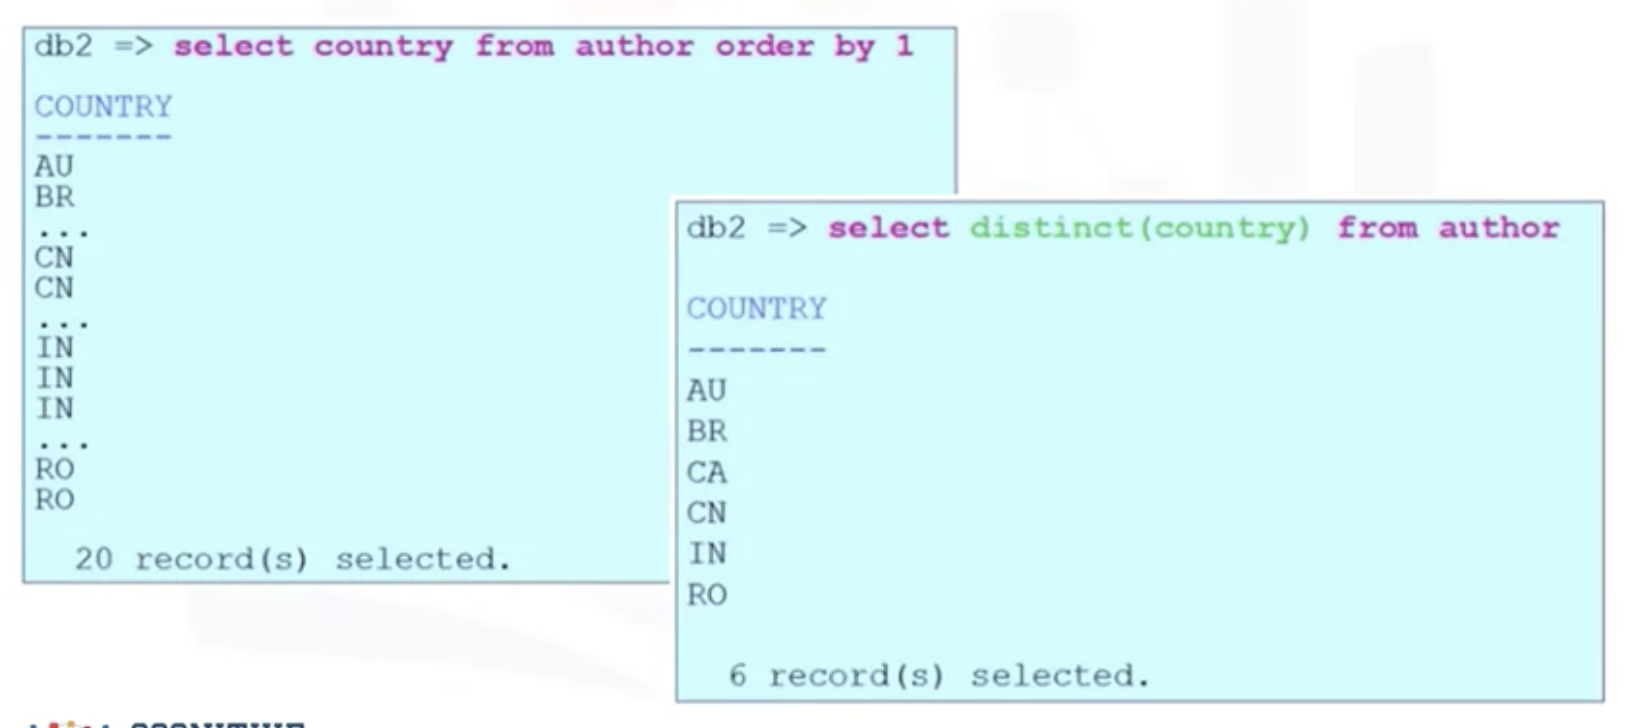 db2 => select country from author order by 1
COUNTRY
-------
AU
BR
...
CN
CN
...
IN
IN
IN
...
RO
RO
20 record(s) selected.
db2 => select distinct(country) from author
COUNTRY
-------
AU
BR
CA
CN
IN
RO
6 record(s) selected.